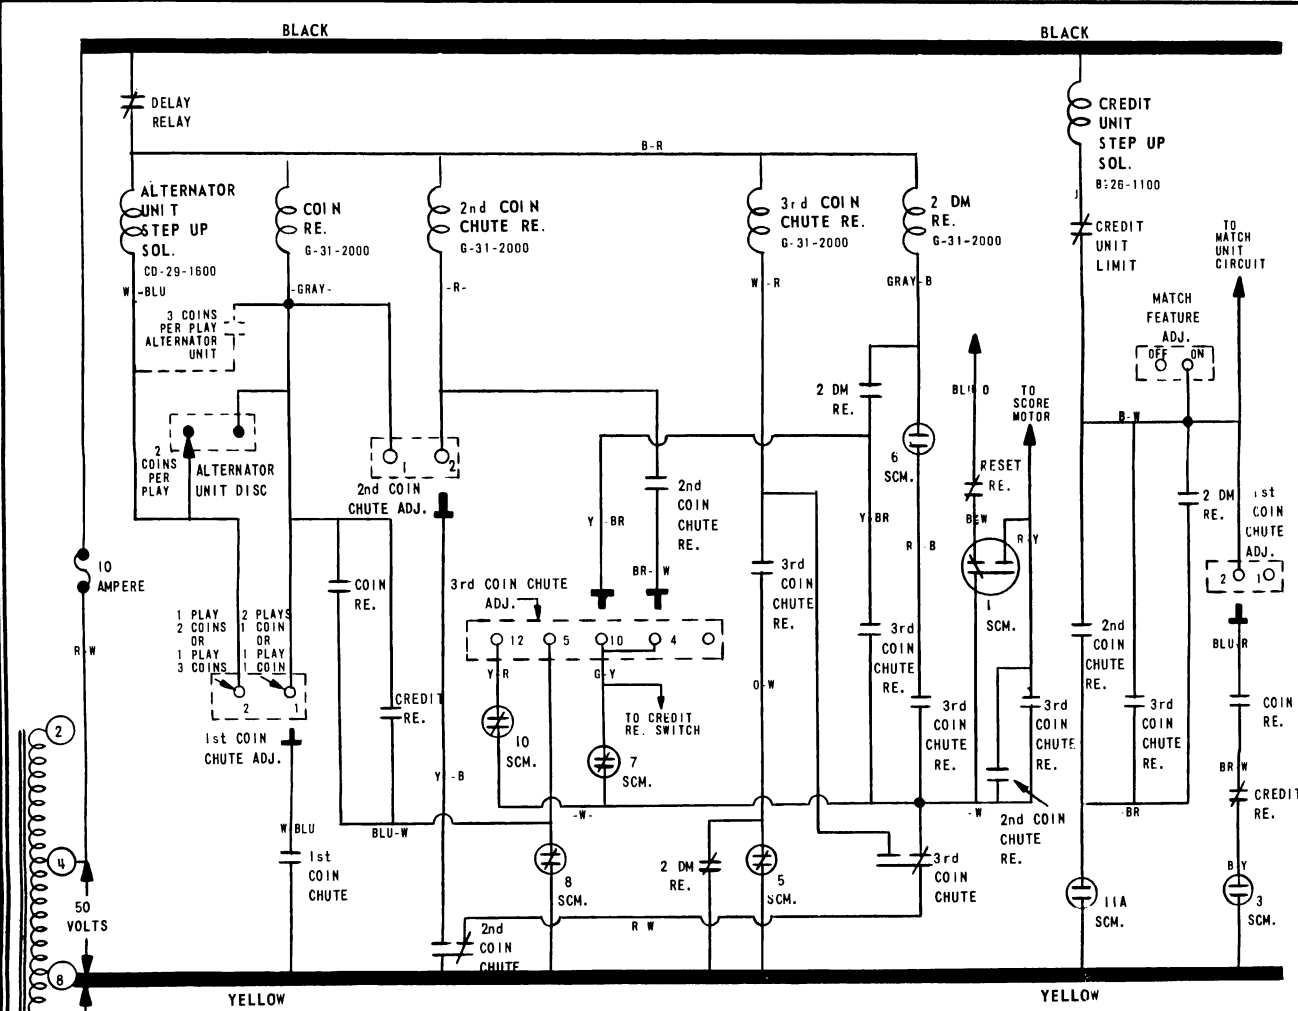 BLACK
BLACK
DELAY
RELAY
B-R
CREDIT
UNIT
STEP UP
SOL.
B-26-1100
ALTERNATOR
UNIT
STEP UP
SOL.
CD-29-1600
W-BLU
COIN
RE.
G-31-2000
-GRAY-
2nd COIN
CHUTE RE.
G-31-2000
-R-
3rd COIN
CHUTE RE.
G-31-2000
W-R
2 DM
RE.
G-31-2000
GRAY-B
CREDIT
UNIT
LIMIT
TO
MATCH
UNIT
CIRCUIT
MATCH
FEATURE
ADJ.
OFF ON
3 COINS
PER PLAY
ALTERNATOR
UNIT
2 DM
RE.
BLU-O
TO
SCORE
MOTOR
B-W
2
COINS
PER
PLAY
ALTERNATOR
UNIT DISC
1 2
2nd COIN
CHUTE ADJ.
6
SCM.
RESET
RE.
B-W
R-Y
1
SCM.
2nd
COIN
CHUTE
RE.
Y-BR
BR-W
Y-BR
R-B
2 DM
RE.
1st
COIN
CHUTE
ADJ.
2 1
BLU-R
10
AMPERE
R-W
COIN
RE.
3rd COIN CHUTE
ADJ.
12 5 10 4
3rd
COIN
CHUTE
RE.
3rd
COIN
CHUTE
RE.
2nd
COIN
CHUTE
RE.
1 PLAY
2 COINS
OR
1 PLAY
3 COINS
2 PLAYS
1 COIN
OR
1 PLAY
1 COIN
2 1
1st COIN
CHUTE ADJ.
CREDIT
RE.
Y-R
G-Y
O-W
TO CREDIT
RE. SWITCH
10
SCM.
7
SCM.
3rd
COIN
CHUTE
RE.
3rd
COIN
CHUTE
RE.
3rd
COIN
CHUTE
RE.
COIN
RE.
BR-W
CREDIT
RE.
2
4
50
VOLTS
8
Y-B
W-BLU
BLU-W
-W-
-W
-BR
2nd COIN
CHUTE
RE.
1st
COIN
CHUTE
8
SCM.
2 DM
RE.
5
SCM.
3rd
COIN
CHUTE
11A
SCM.
B-Y
3
SCM.
R W
2nd
COIN
CHUTE
YELLOW
YELLOW